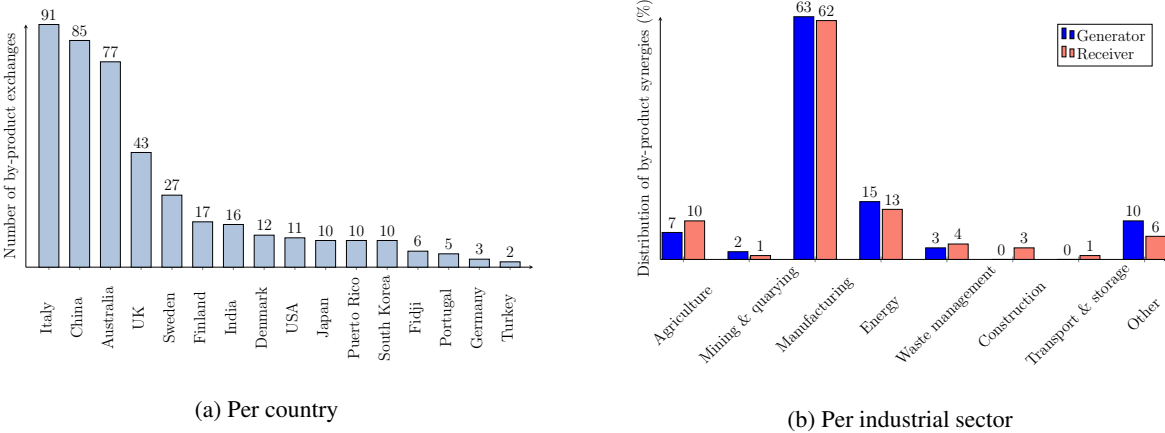 Number of by-product exchanges
91
85
77
43
27
17
16
12
11
10
10
10
6
5
3
2
Italy
China
Australia
UK
Sweden
Finland
India
Denmark
USA
Japan
Puerto Rico
South Korea
Fidji
Portugal
Germany
Turkey
(a) Per country
Distribution of by-product synergies (%)
Generator
Receiver
7
10
2
1
63
62
15
13
3
4
0
3
0
1
10
6
Agriculture
Mining & quarying
Manufacturing
Energy
Waste management
Construction
Transport & storage
Other
(b) Per industrial sector